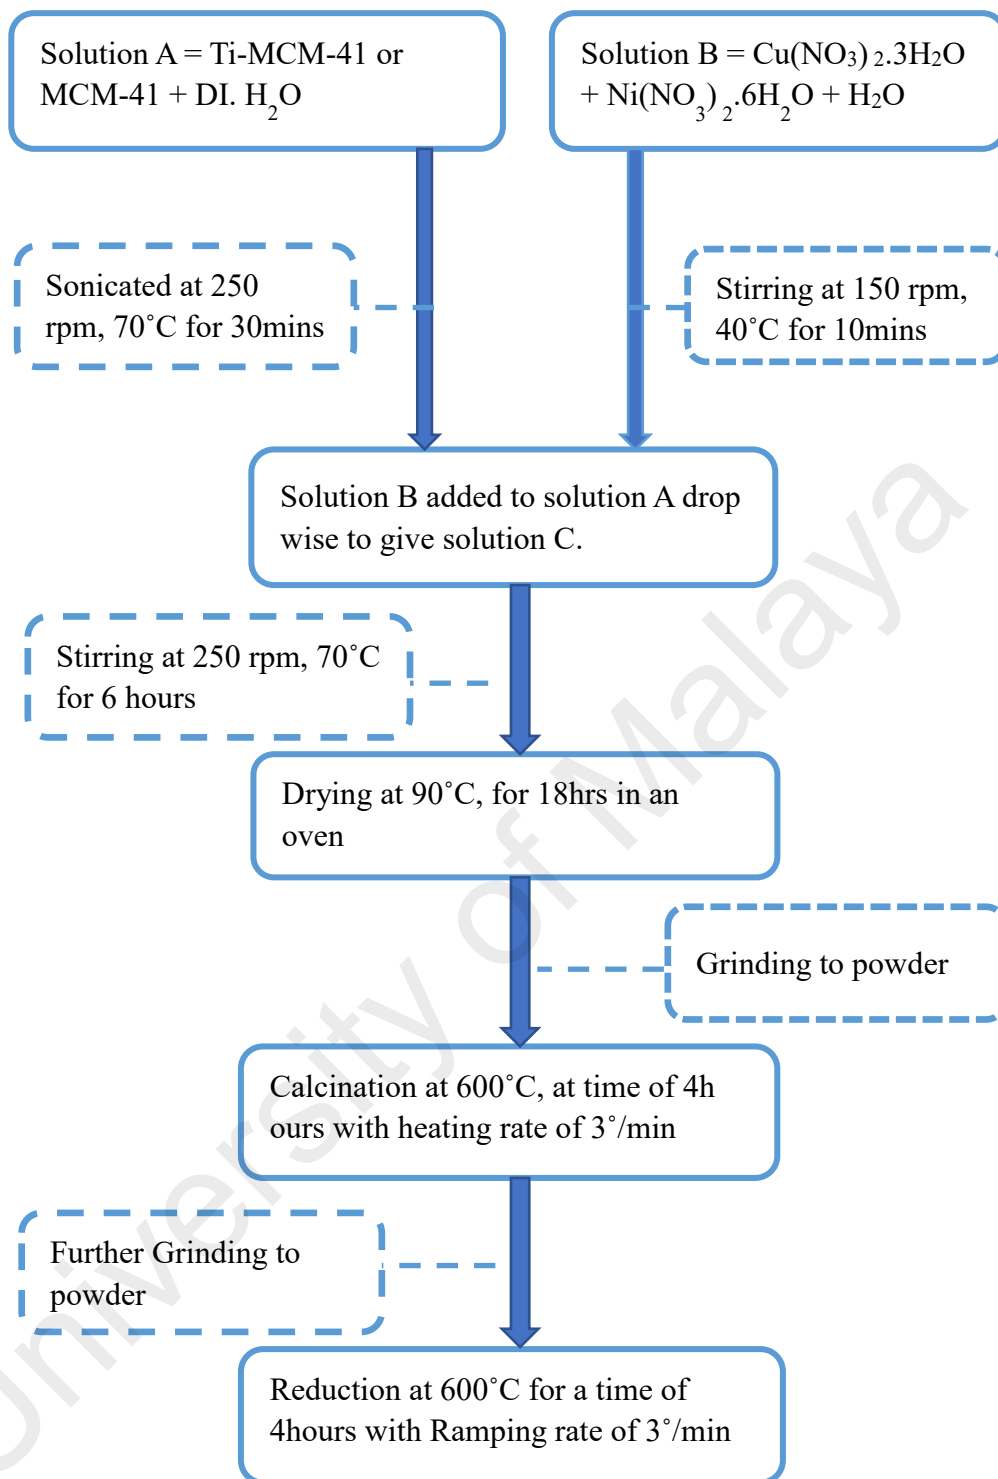 Solution A = Ti-MCM-41 or
MCM-41 + DI. H₂O
Solution B = Cu(NO₃)₂.3H₂O
+ Ni(NO₃)₂.6H₂O + H₂O
Sonicated at 250
rpm, 70˚C for 30mins
Stirring at 150 rpm,
40˚C for 10mins
Solution B added to solution A drop
wise to give solution C.
Stirring at 250 rpm, 70˚C
for 6 hours
Drying at 90˚C, for 18hrs in an
oven
Grinding to powder
Calcination at 600˚C, at time of 4h
ours with heating rate of 3˚/min
Further Grinding to
powder
Reduction at 600˚C for a time of
4hours with Ramping rate of 3˚/min
University of Malaya